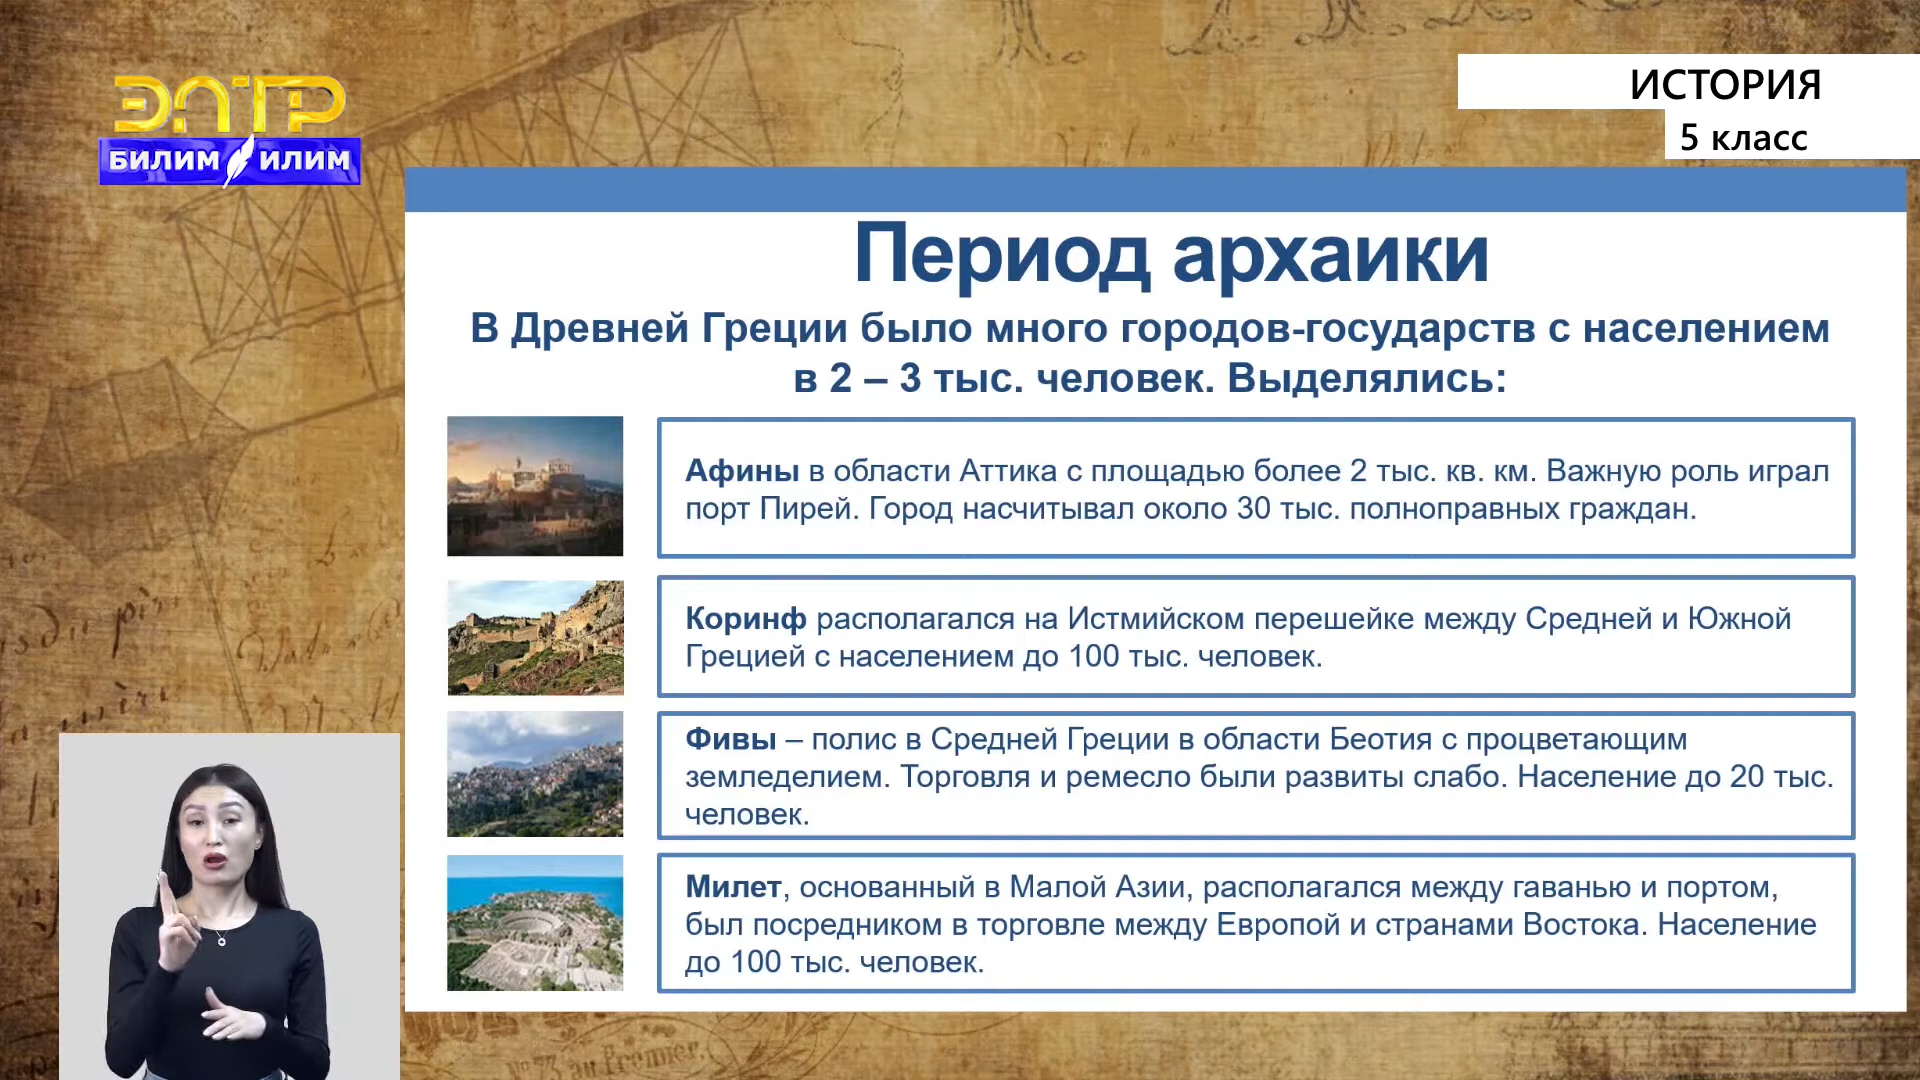 ЭЛТР
БИЛИМ ИЛИМ
ИСТОРИЯ
5 класс
Период архаики
В Древней Греции было много городов-государств с населением
в 2 – 3 тыс. человек. Выделялись:
Афины в области Аттика с площадью более 2 тыс. кв. км. Важную роль играл
порт Пирей. Город насчитывал около 30 тыс. полноправных граждан.
Коринф располагался на Истмийском перешейке между Средней и Южной
Грецией с населением до 100 тыс. человек.
Фивы – полис в Средней Греции в области Беотия с процветающим
земледелием. Торговля и ремесло были развиты слабо. Население до 20 тыс.
человек.
Милет, основанный в Малой Азии, располагался между гаванью и портом,
был посредником в торговле между Европой и странами Востока. Население
до 100 тыс. человек.